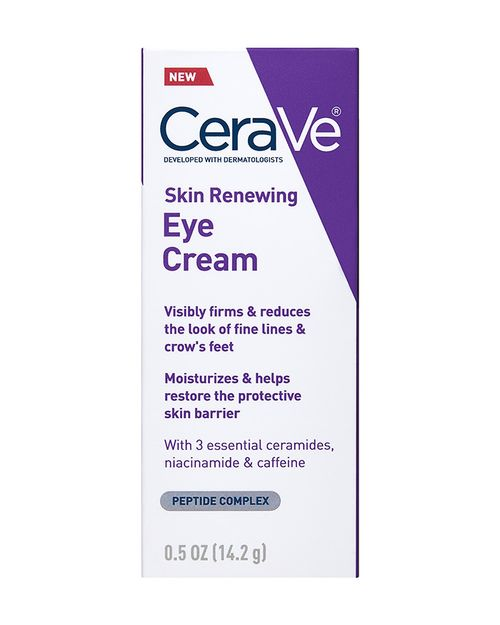 NEW
CeraVe®
DEVELOPED WITH DERMATOLOGISTS
Skin Renewing
Eye
Cream
Visibly firms & reduces
the look of fine lines &
crow's feet
Moisturizes & helps
restore the protective
skin barrier
With 3 essential ceramides,
niacinamide & caffeine
PEPTIDE COMPLEX
0.5 OZ (14.2 g)